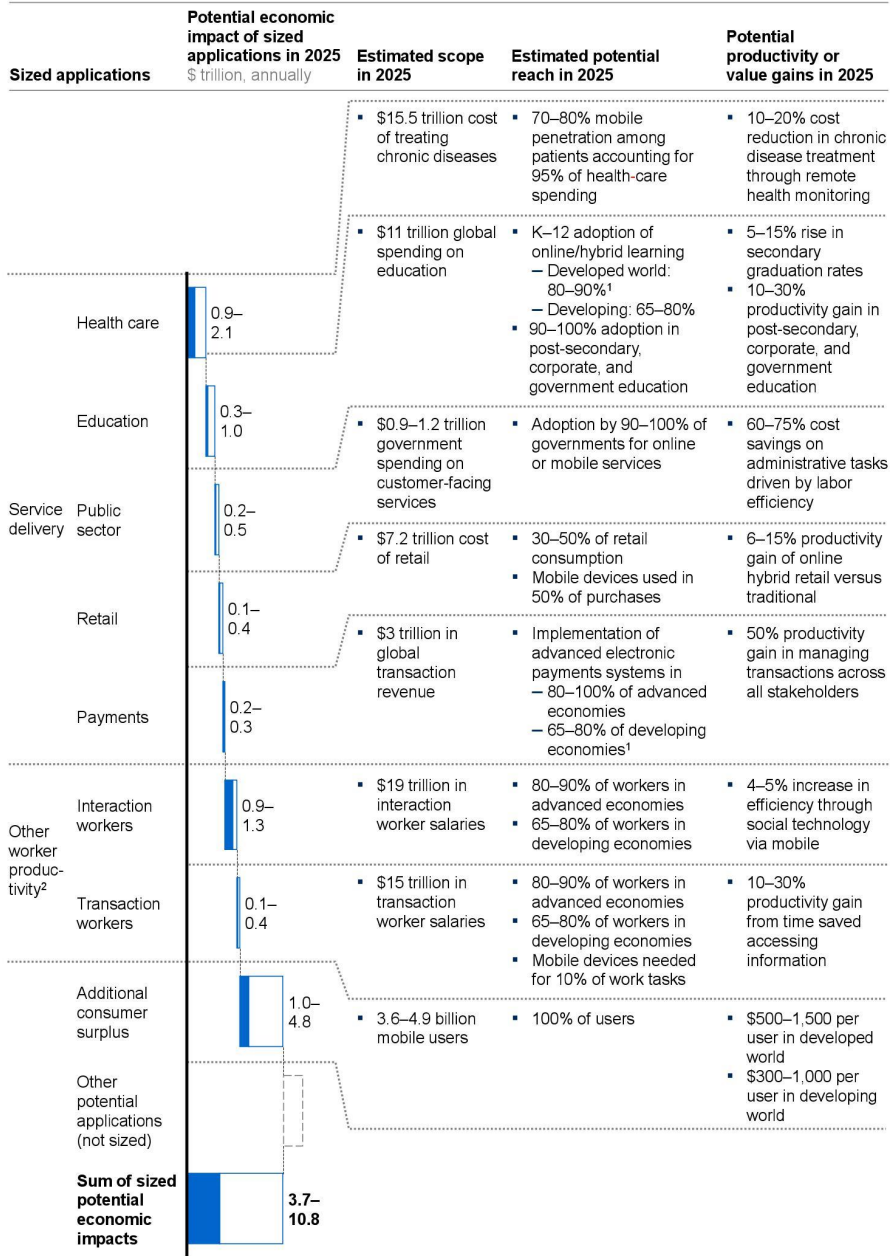 Sized applications
Potential economic
impact of sized
applications in 2025
$ trillion, annually
Estimated scope
in 2025
Estimated potential
reach in 2025
Potential
productivity or
value gains in 2025
Service
delivery
Health care
0.9–
2.1
▪ $15.5 trillion cost
of treating
chronic diseases
▪ 70–80% mobile
penetration among
patients accounting for
95% of health-care
spending
▪ 10–20% cost
reduction in chronic
disease treatment
through remote
health monitoring
Education
0.3–
1.0
▪ $11 trillion global
spending on
education
▪ K–12 adoption of
online/hybrid learning
– Developed world:
80–90%¹
– Developing: 65–80%
▪ 90–100% adoption in
post-secondary,
corporate, and
government education
▪ 5–15% rise in
secondary
graduation rates
▪ 10–30%
productivity gain in
post-secondary,
corporate, and
government
education
Public
sector
0.2–
0.5
▪ $0.9–1.2 trillion
government
spending on
customer-facing
services
▪ Adoption by 90–100% of
governments for online
or mobile services
▪ 60–75% cost
savings on
administrative tasks
driven by labor
efficiency
Retail
0.1–
0.4
▪ $7.2 trillion cost
of retail
▪ 30–50% of retail
consumption
▪ Mobile devices used in
50% of purchases
▪ 6–15% productivity
gain of online
hybrid retail versus
traditional
Payments
0.2–
0.3
▪ $3 trillion in
global
transaction
revenue
▪ Implementation of
advanced electronic
payments systems in
– 80–100% of advanced
economies
– 65–80% of developing
economies¹
▪ 50% productivity
gain in managing
transactions across
all stakeholders
Other
worker
produc-
tivity²
Interaction
workers
0.9–
1.3
▪ $19 trillion in
interaction
worker salaries
▪ 80–90% of workers in
advanced economies
▪ 65–80% of workers in
developing economies
▪ 4–5% increase in
efficiency through
social technology
via mobile
Transaction
workers
0.1–
0.4
▪ $15 trillion in
transaction
worker salaries
▪ 80–90% of workers in
advanced economies
▪ 65–80% of workers in
developing economies
▪ Mobile devices needed
for 10% of work tasks
▪ 10–30%
productivity gain
from time saved
accessing
information
Additional
consumer
surplus
1.0–
4.8
▪ 3.6–4.9 billion
mobile users
▪ 100% of users
▪ $500–1,500 per
user in developed
world
▪ $300–1,000 per
user in developing
world
Other
potential
applications
(not sized)
Sum of sized
potential
economic
impacts
3.7–
10.8